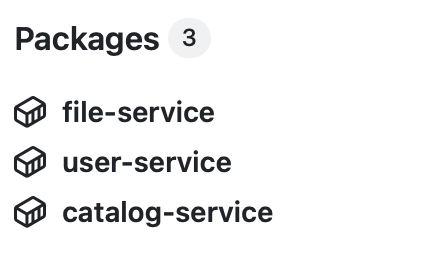 Packages 3
file-service
user-service
catalog-service